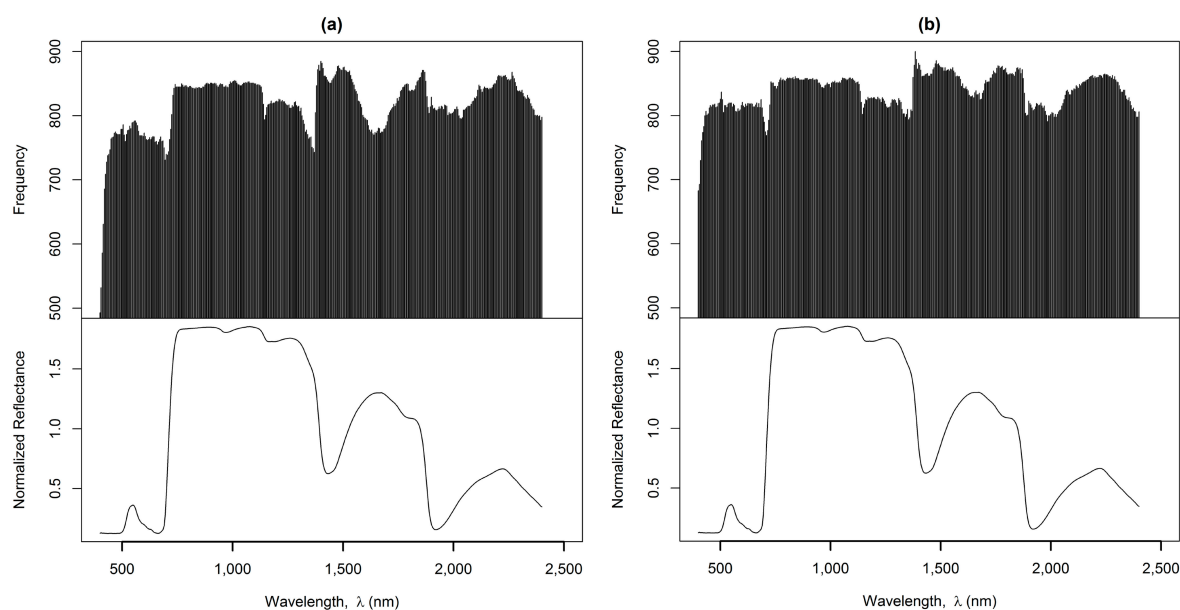 (a)
Frequency
900
800
700
600
500
Normalized Reflectance
1.5
1.0
0.5
500 1,000 1,500 2,000 2,500
Wavelength, λ (nm)
(b)
Frequency
900
800
700
600
500
Normalized Reflectance
1.5
1.0
0.5
500 1,000 1,500 2,000 2,500
Wavelength, λ (nm)